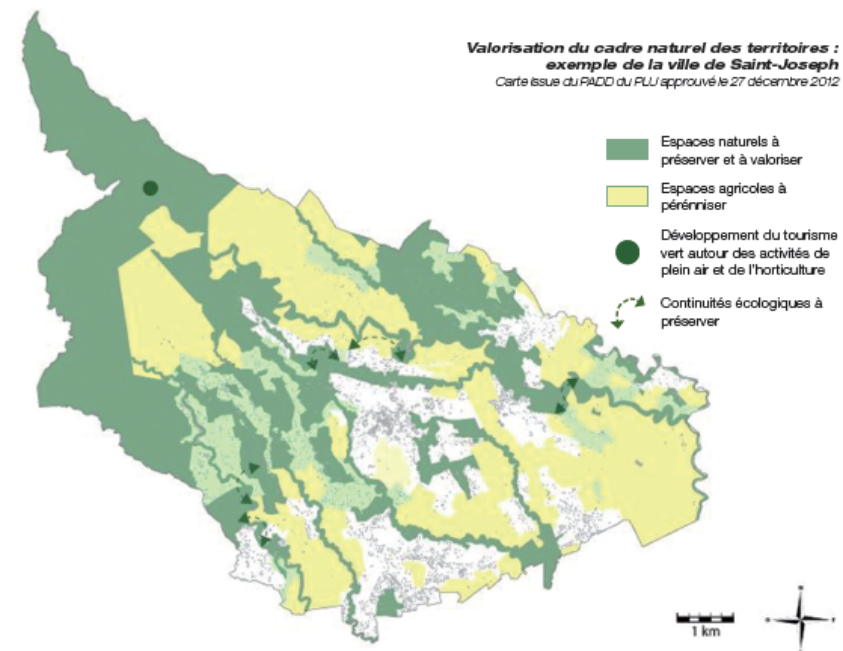 Valorisation du cadre naturel des territoires :
exemple de la ville de Saint-Joseph
Carte issue du PADD du PLU approuvé le 27 décembre 2012
Espaces naturels à
préserver et à valoriser
Espaces agricoles à
pérénniser
Développement du tourisme
vert autour des activités de
plein air et de l'horticulture
Continuités écologiques à
préserver
1 km